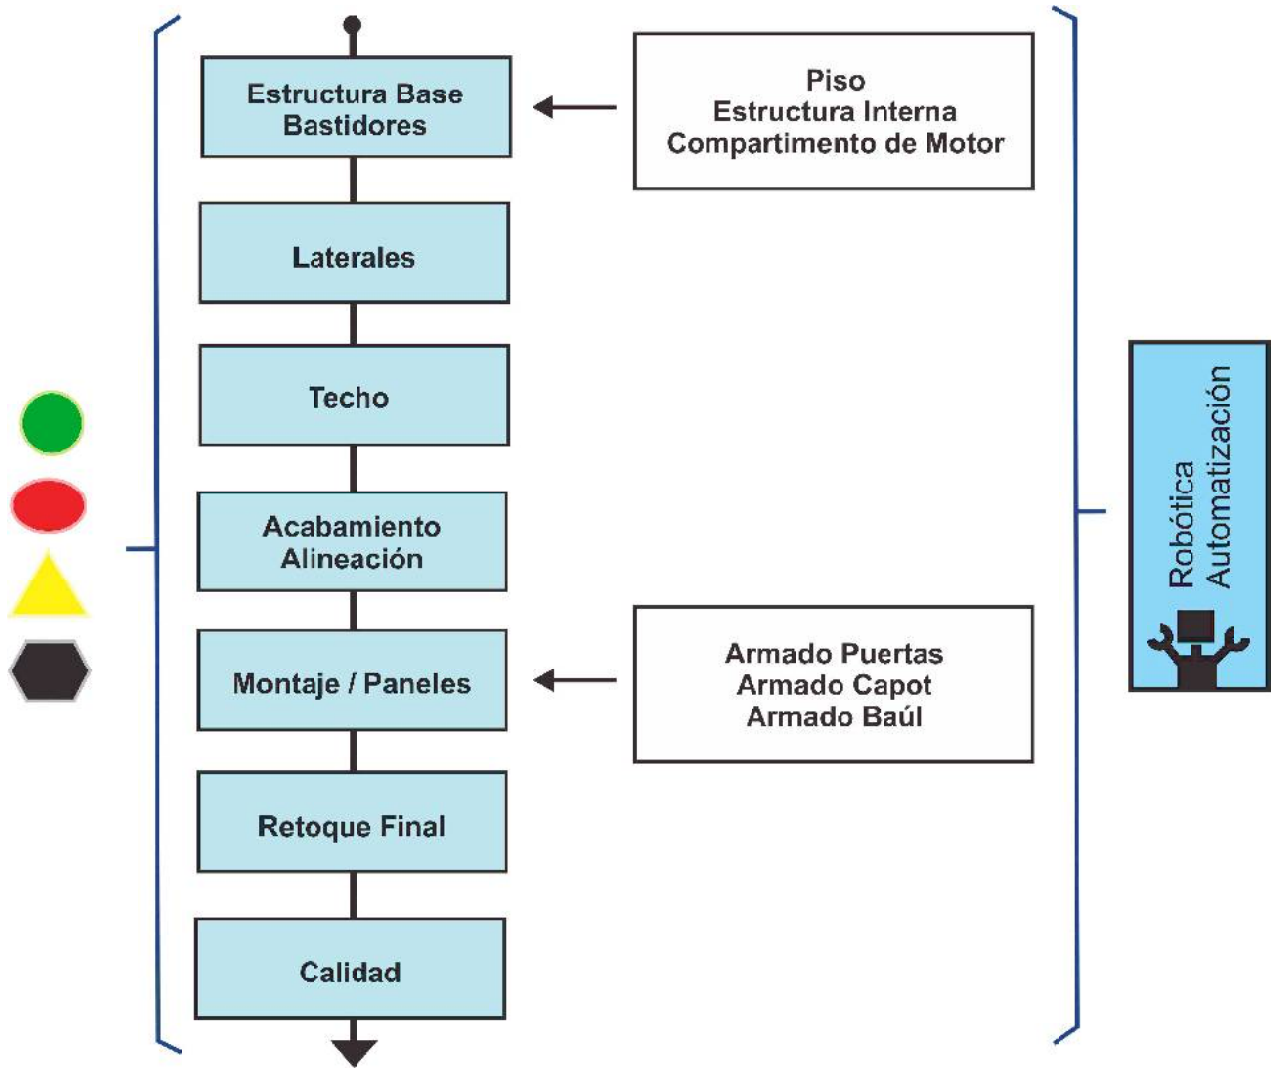 Estructura Base
Bastidores
Piso
Estructura Interna
Compartimento de Motor
Laterales
Techo
Acabamiento
Alineación
Montaje / Paneles
Armado Puertas
Armado Capot
Armado Baúl
Retoque Final
Calidad
Robótica
Automatización